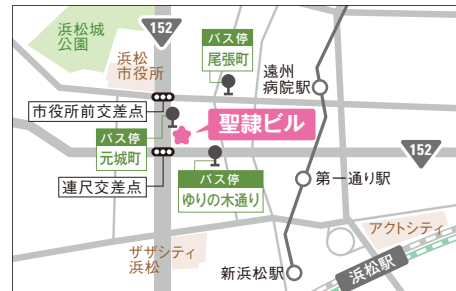 浜松城
公園
152
浜松
市役所
バス停
尾張町
遠州
病院駅
市役所前交差点
聖隷ビル
バス停
元城町
152
連尺交差点
バス停
ゆりの木通り
第一通り駅
ザザシティ
浜松
アクトシティ
新浜松駅
浜松駅